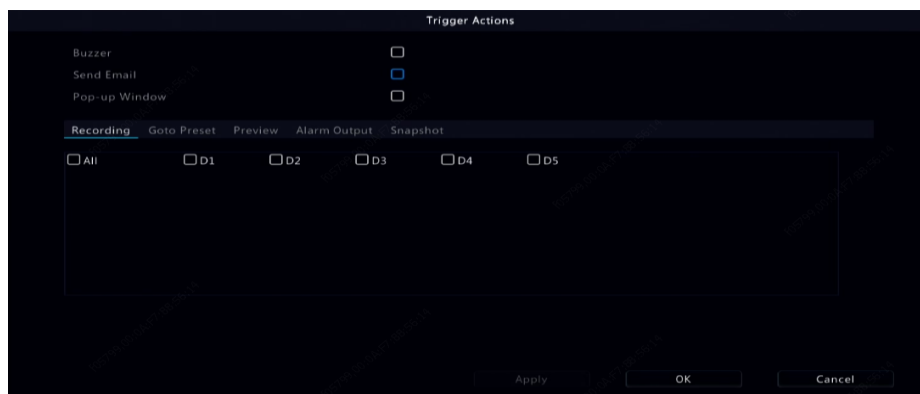 Trigger Actions
Buzzer
Send Email
Pop-up Window
Recording Goto Preset Preview Alarm Output Snapshot
All D1 D2 D3 D4 D5
Apply OK Cancel